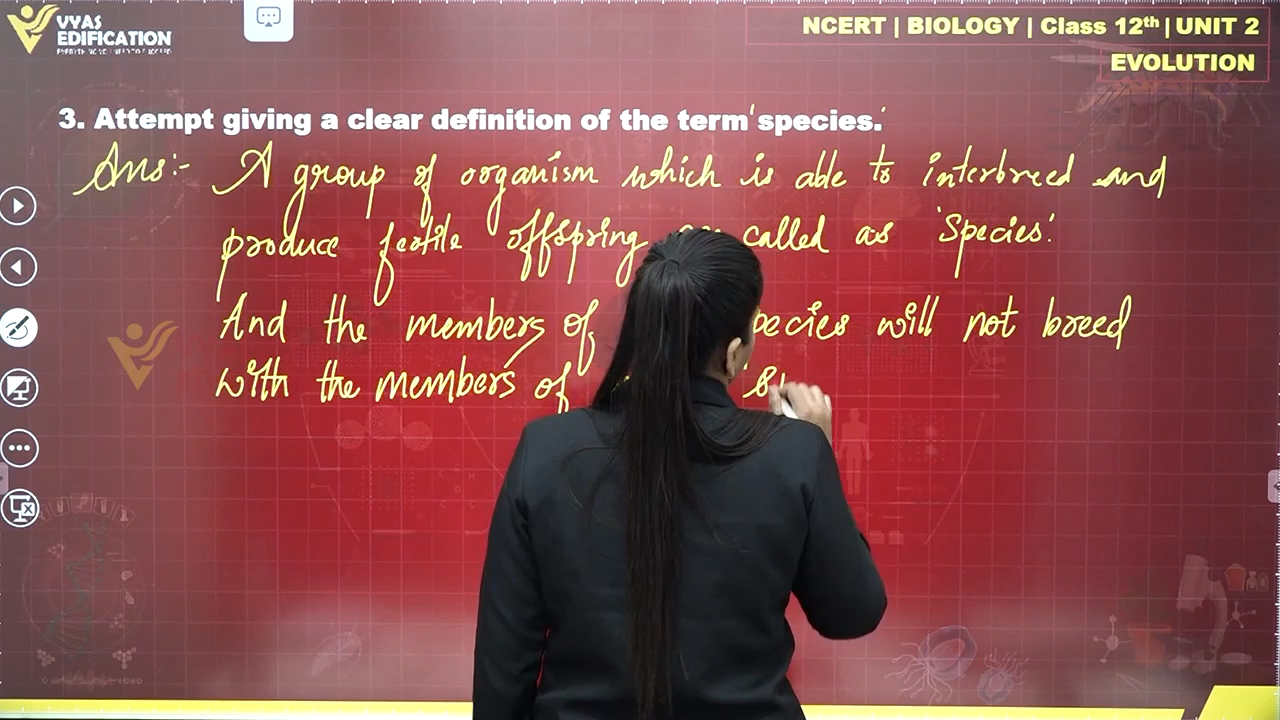 VYAS
EDIFICATION
NCERT | BIOLOGY | Class 12th | UNIT 2
EVOLUTION
3. Attempt giving a clear definition of the term 'species.'
Ans:- A group of organism which is able to interbreed and
produce fertile offspring called as 'Species'.
And the members of pecies will not breed
with the members of